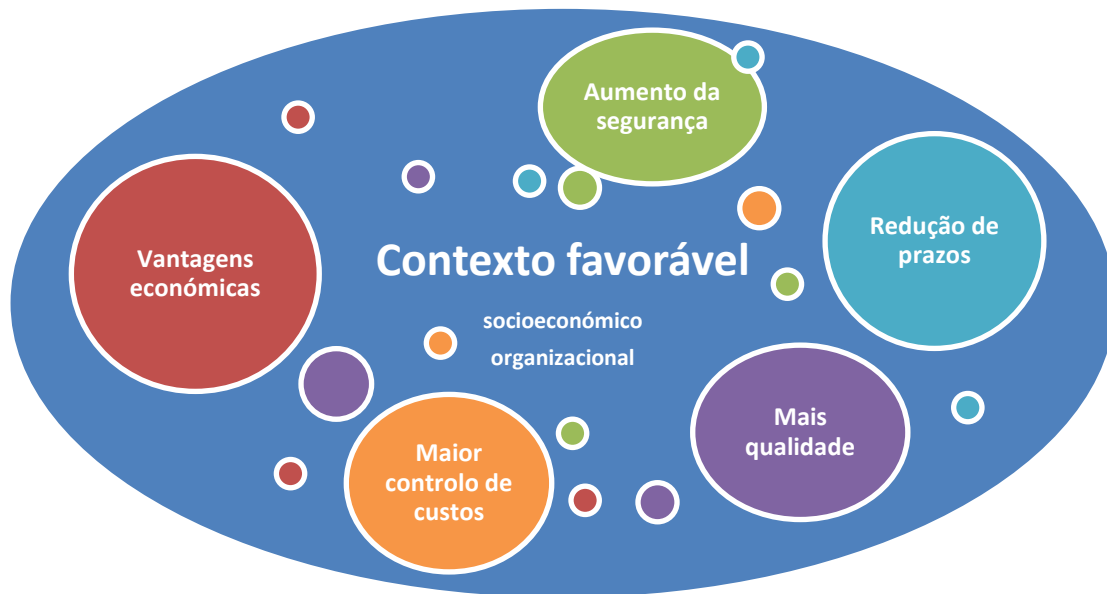 Aumento da
segurança
Redução de
prazos
Contexto favorável
Vantagens
económicas
socioeconómico
organizacional
Mais
qualidade
Maior
controlo de
custos